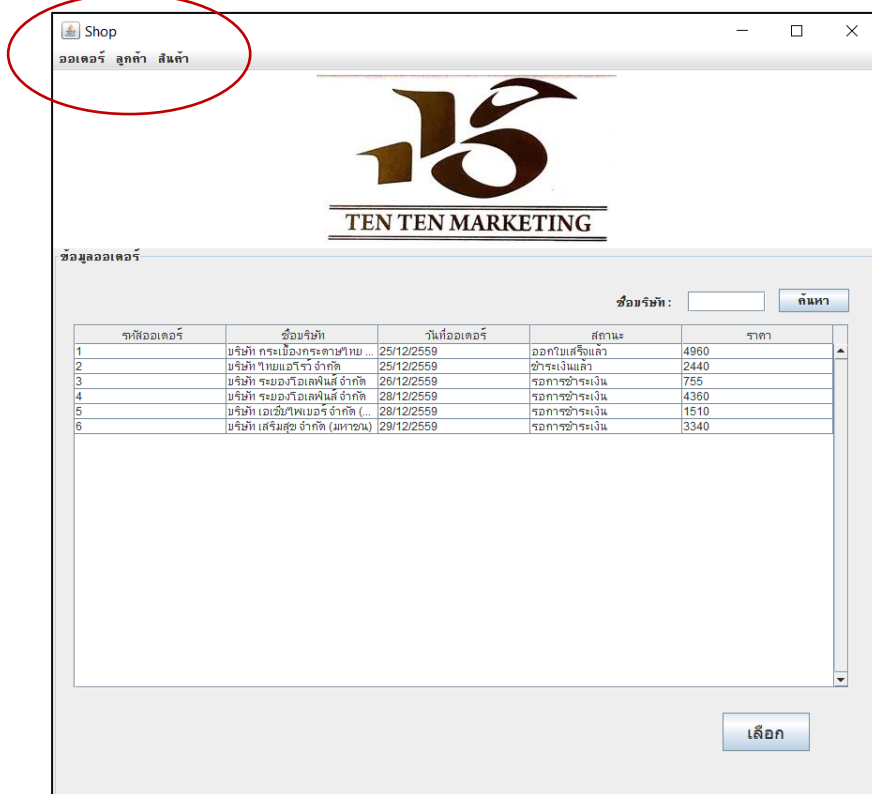 Shop
ออเดอร์ ลูกค้า สินค้า
TEN TEN MARKETING
ข้อมูลออเดอร์
ชื่อบริษัท : ค้นหา
รหัสออเดอร์ ชื่อบริษัท วันที่ออเดอร์ สถานะ ราคา
1 บริษัท กระเบื้องกระดาษไทย ... 25/12/2559 ออกใบเสร็จแล้ว 4960
2 บริษัท ไทยแอโรว์ จำกัด 25/12/2559 ชำระเงินแล้ว 2440
3 บริษัท ระยองโอเลฟินส์ จำกัด 26/12/2559 รอการชำระเงิน 755
4 บริษัท ระยองโอเลฟินส์ จำกัด 28/12/2559 รอการชำระเงิน 4360
5 บริษัท เอเชียไฟเบอร์ จำกัด (... 28/12/2559 รอการชำระเงิน 1510
6 บริษัท เสริมสุข จำกัด (มหาชน) 29/12/2559 รอการชำระเงิน 3340
เลือก